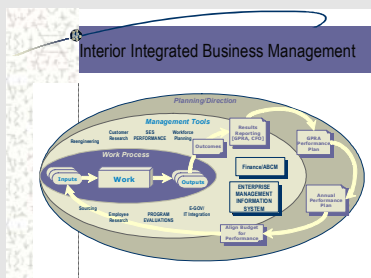 Interior Integrated Business Management
Planning/Direction
Management Tools
Customer
Research
SES
PERFORMANCE
Workforce
Planning
Reengineering
Results
Reporting
[GPRA, CFO]
GPRA
Performance
Plan
Outcomes
Work Process
Finance/ABCM
Inputs
Work
Outputs
ENTERPRISE
MANAGEMENT
INFORMATION
SYSTEM
Annual
Performance
Plan
Sourcing
Employee
Research
PROGRAM
EVALUATIONS
E-GOV/
IT Integration
Align Budget
for
Performance